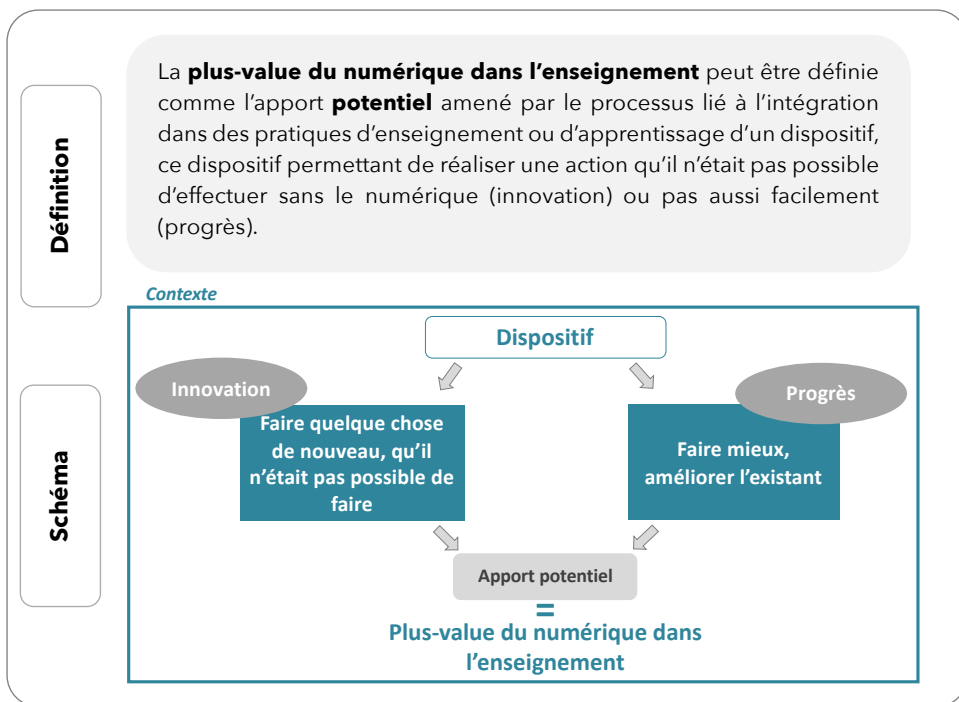 Définition
La plus-value du numérique dans l’enseignement peut être définie
comme l’apport potentiel amené par le processus lié à l’intégration
dans des pratiques d’enseignement ou d’apprentissage d’un dispositif,
ce dispositif permettant de réaliser une action qu’il n’était pas possible
d’effectuer sans le numérique (innovation) ou pas aussi facilement
(progrès).
Schéma
Contexte
Dispositif
Innovation
Faire quelque chose
de nouveau, qu’il
n’était pas possible de
faire
Progrès
Faire mieux,
améliorer l’existant
Apport potentiel
=
Plus-value du numérique dans
l’enseignement